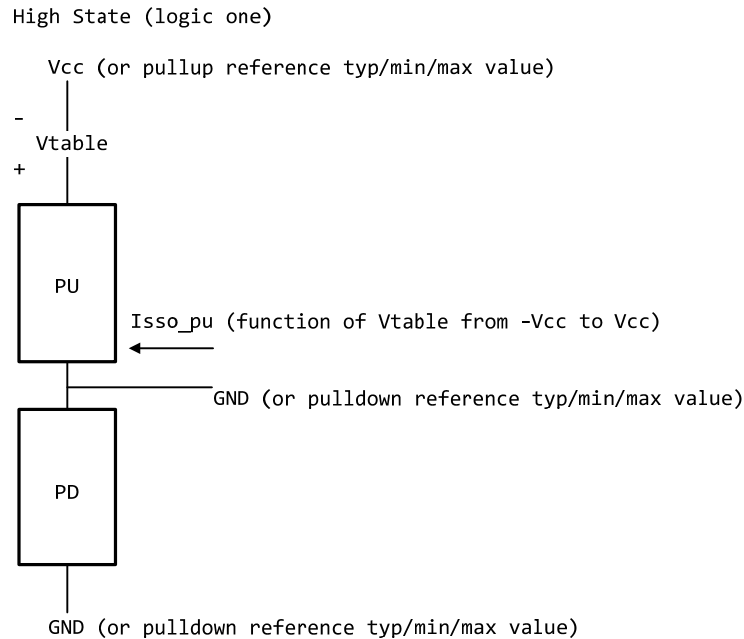 High State (logic one)
Vcc (or pullup reference typ/min/max value)
-
Vtable
+
PU
Isso_pu (function of Vtable from -Vcc to Vcc)
GND (or pulldown reference typ/min/max value)
PD
GND (or pulldown reference typ/min/max value)